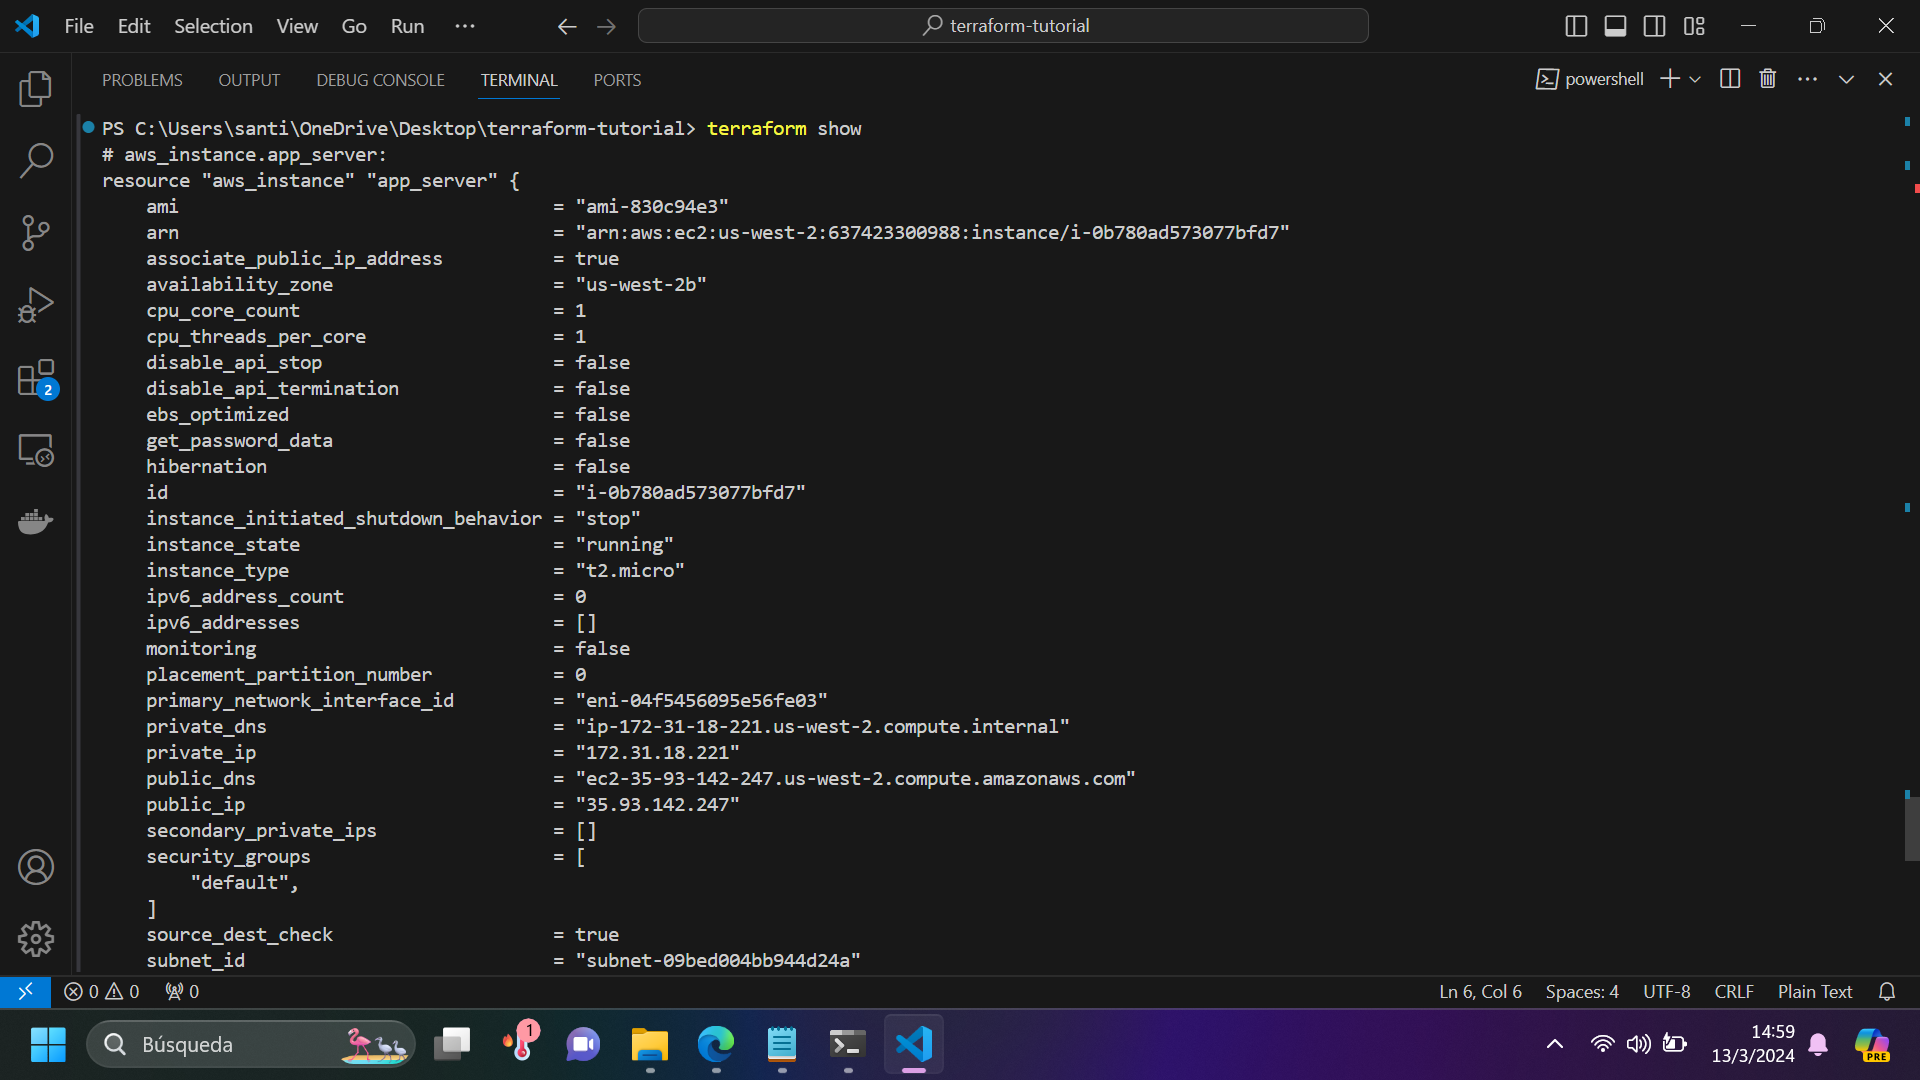 File Edit Selection View Go Run ··· terraform-tutorial
PROBLEMS OUTPUT DEBUG CONSOLE TERMINAL PORTS powershell
PS C:\Users\santi\OneDrive\Desktop\terraform-tutorial> terraform show
# aws_instance.app_server:
resource "aws_instance" "app_server" {
    ami                                  = "ami-830c94e3"
    arn                                  = "arn:aws:ec2:us-west-2:637423300988:instance/i-0b780ad573077bfd7"
    associate_public_ip_address          = true
    availability_zone                    = "us-west-2b"
    cpu_core_count                       = 1
    cpu_threads_per_core                 = 1
    disable_api_stop                     = false
    disable_api_termination              = false
    ebs_optimized                        = false
    get_password_data                    = false
    hibernation                          = false
    id                                   = "i-0b780ad573077bfd7"
    instance_initiated_shutdown_behavior = "stop"
    instance_state                       = "running"
    instance_type                        = "t2.micro"
    ipv6_address_count                   = 0
    ipv6_addresses                       = []
    monitoring                           = false
    placement_partition_number           = 0
    primary_network_interface_id         = "eni-04f5456095e56fe03"
    private_dns                          = "ip-172-31-18-221.us-west-2.compute.internal"
    private_ip                           = "172.31.18.221"
    public_dns                           = "ec2-35-93-142-247.us-west-2.compute.amazonaws.com"
    public_ip                            = "35.93.142.247"
    secondary_private_ips                = []
    security_groups                      = [
        "default",
    ]
    source_dest_check                    = true
    subnet_id                            = "subnet-09bed004bb944d24a"
2
0 0 0 Ln 6, Col 6 Spaces: 4 UTF-8 CRLF Plain Text
Búsqueda 1 14:59
13/3/2024 PRE